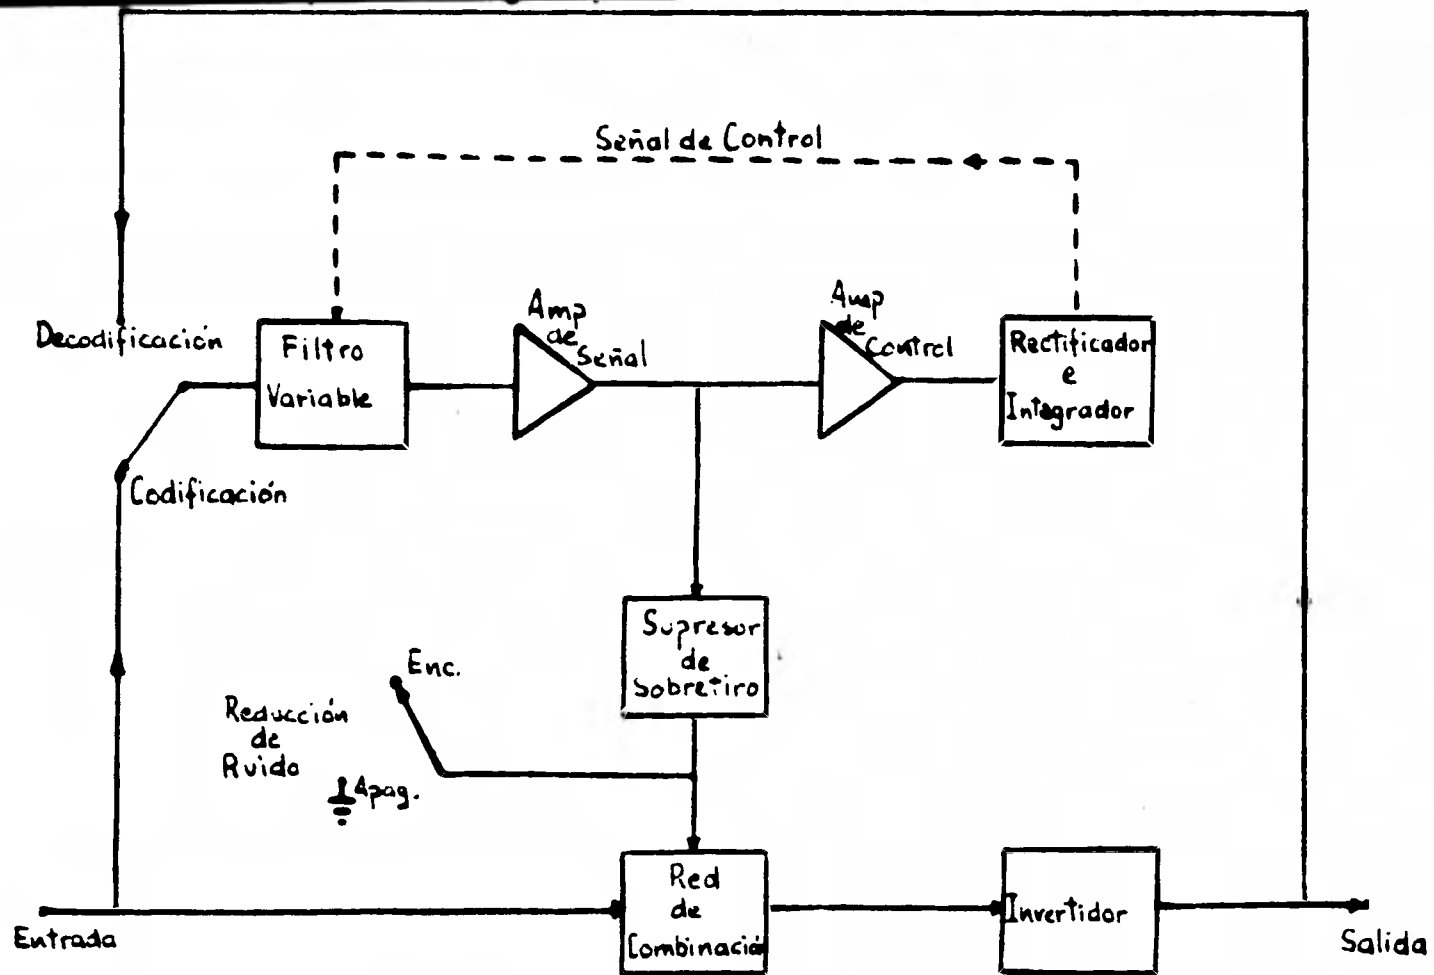 Señal de Control
Decodificación
Filtro
Variable
Amp
de
Señal
Amp
de
Control
Rectificador
e
Integrador
Codificación
Supresor
de
Sobretiro
Enc.
Reducción
de
Ruido
Apag.
Entrada
Red
de
Combinación
Invertidor
Salida